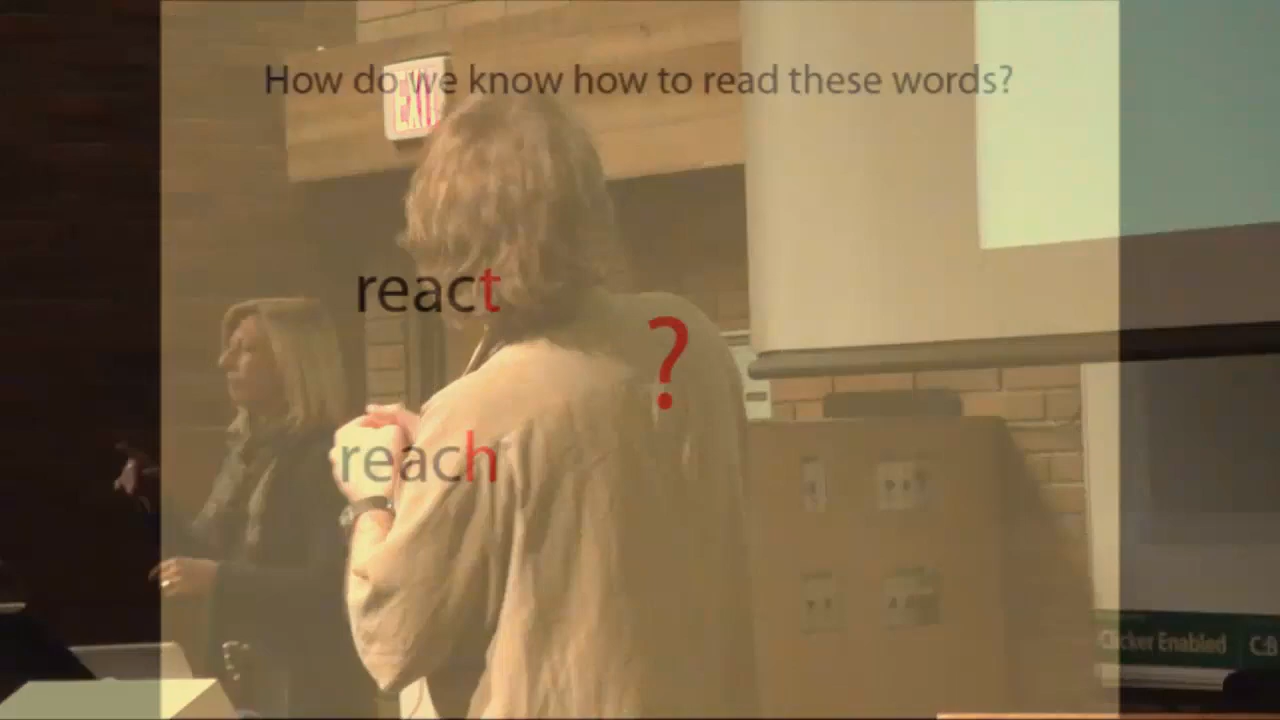 How do we know how to read these words?
EXIT
react
?
reach
Clicker Enabled C:B